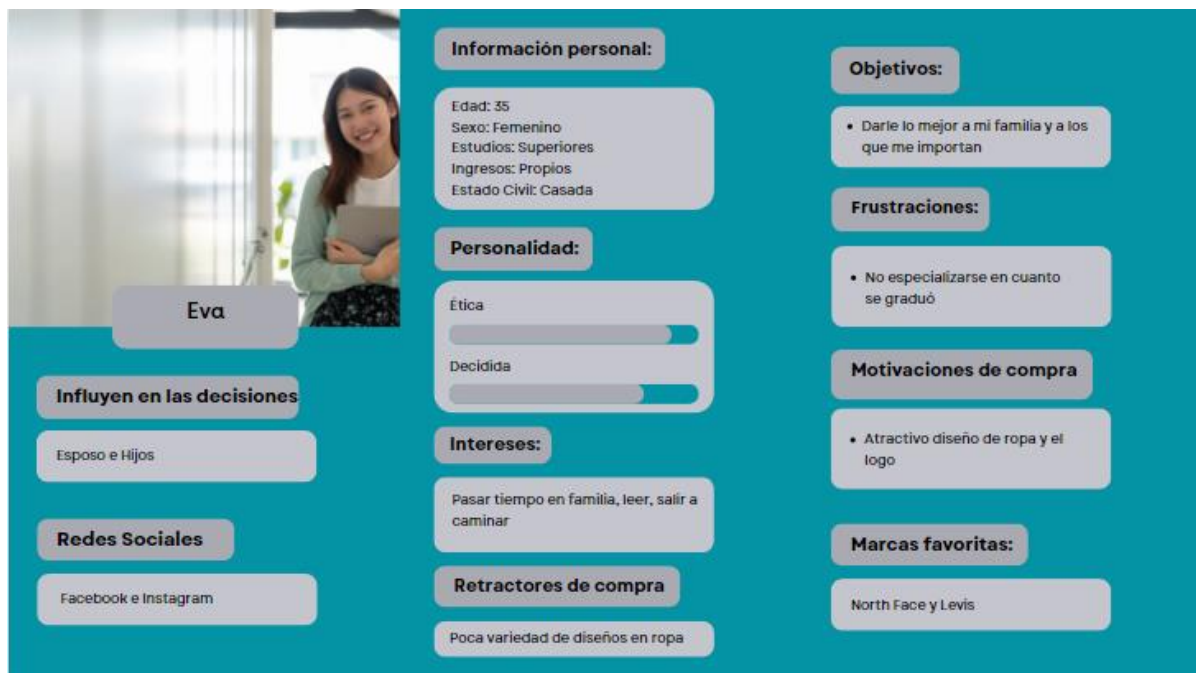 Eva
Influyen en las decisiones
Esposo e Hijos
Redes Sociales
Facebook e Instagram
Información personal:
Edad: 35
Sexo: Femenino
Estudios: Superiores
Ingresos: Propios
Estado Civil: Casada
Personalidad:
Ética
Decidida
Intereses:
Pasar tiempo en familia, leer, salir a
caminar
Retractores de compra
Poca variedad de diseños en ropa
Objetivos:
• Darle lo mejor a mi familia y a los
que me importan
Frustraciones:
• No especializarse en cuanto
se graduó
Motivaciones de compra
• Atractivo diseño de ropa y el
logo
Marcas favoritas:
North Face y Levis